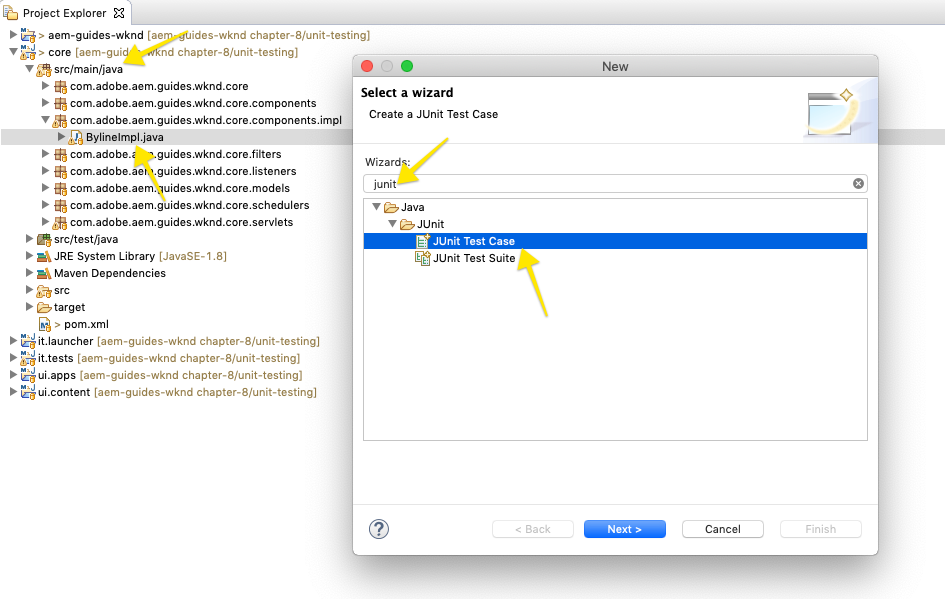 Project Explorer
> aem-guides-wknd [aem-guides-wknd chapter-8/unit-testing]
> core [aem-guides-wknd chapter-8/unit-testing]
src/main/java
com.adobe.aem.guides.wknd.core
com.adobe.aem.guides.wknd.core.components
com.adobe.aem.guides.wknd.core.components.impl
BylineImpl.java
com.adobe.aem.guides.wknd.core.filters
com.adobe.aem.guides.wknd.core.listeners
com.adobe.aem.guides.wknd.core.models
com.adobe.aem.guides.wknd.core.schedulers
com.adobe.aem.guides.wknd.core.servlets
src/test/java
JRE System Library [JavaSE-1.8]
Maven Dependencies
src
target
> pom.xml
it.launcher [aem-guides-wknd chapter-8/unit-testing]
it.tests [aem-guides-wknd chapter-8/unit-testing]
ui.apps [aem-guides-wknd chapter-8/unit-testing]
ui.content [aem-guides-wknd chapter-8/unit-testing]
New
Select a wizard
Create a JUnit Test Case
Wizards:
junit
Java
JUnit
JUnit Test Case
JUnit Test Suite
? < Back Next > Cancel Finish